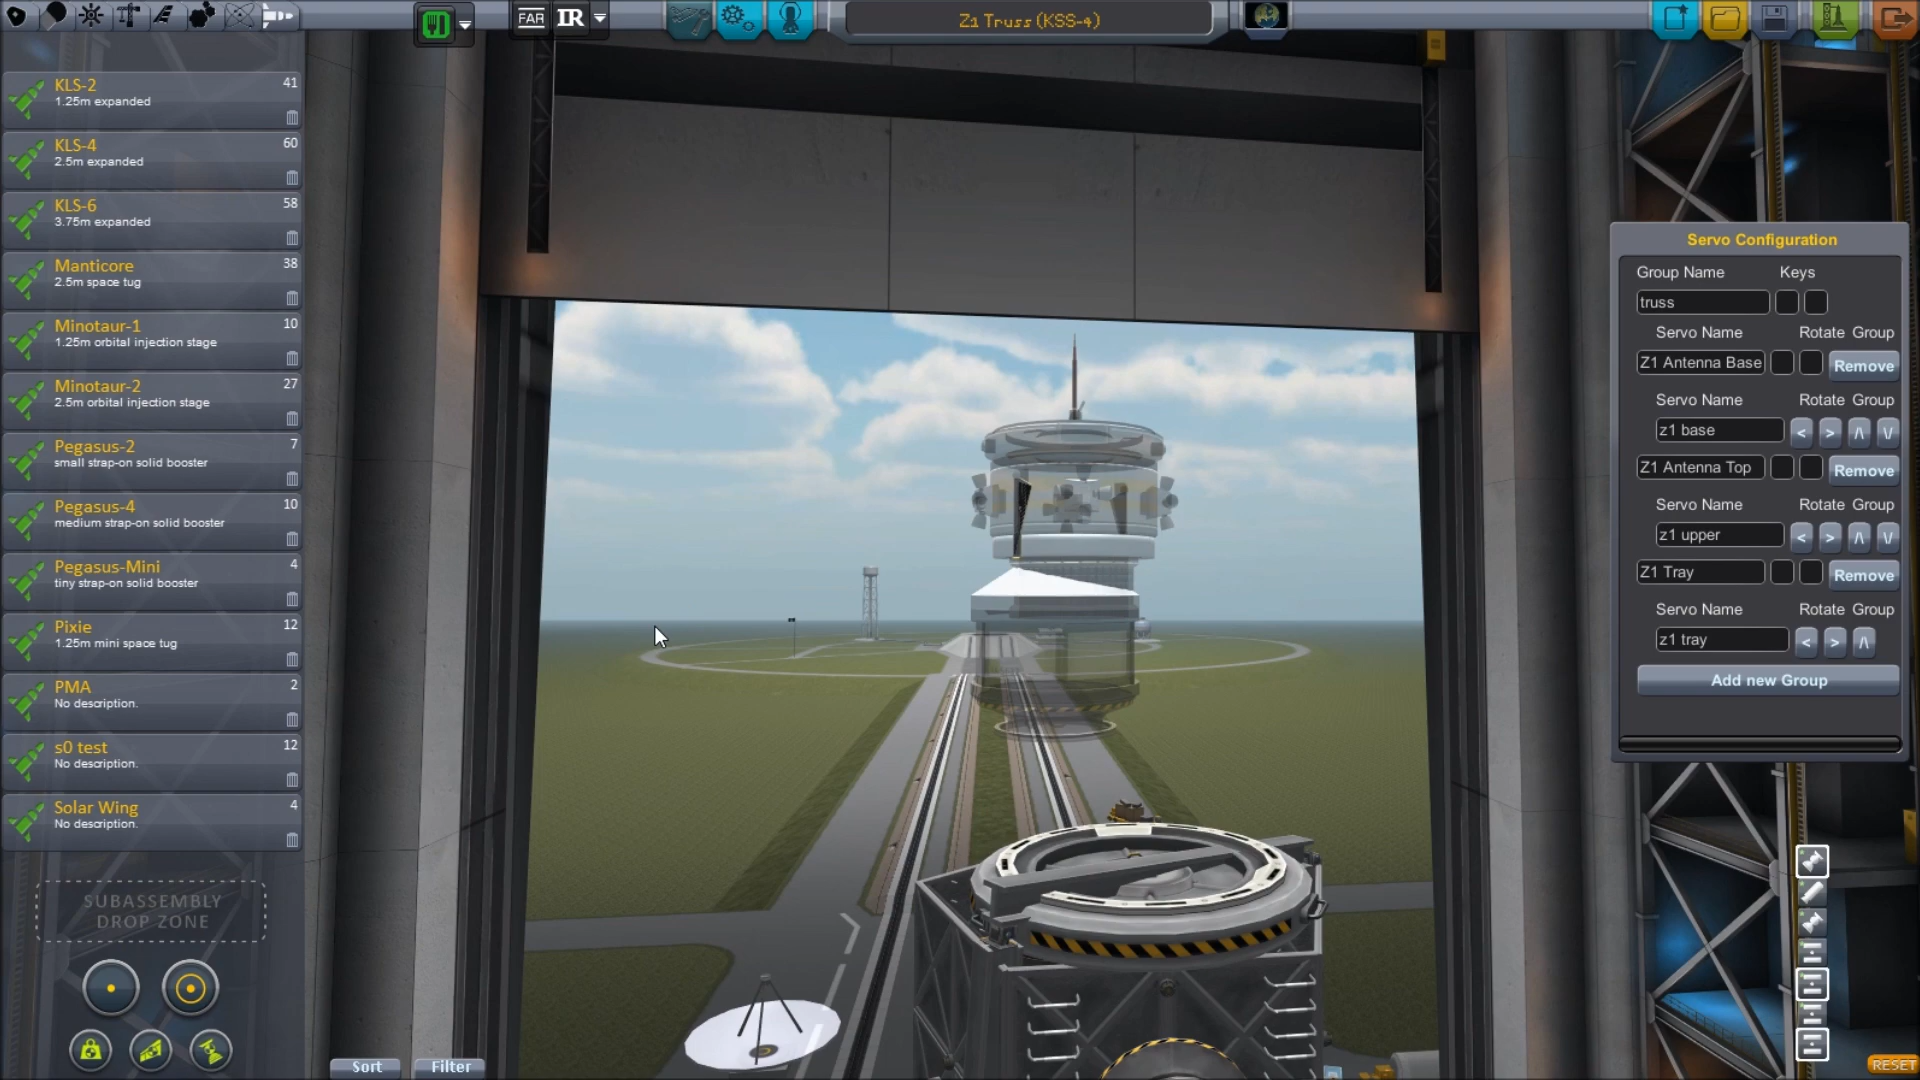 FAR IR
Z1 Truss (KSS-4)
KLS-2 41
1.25m expanded
KLS-4 60
2.5m expanded
KLS-6 58
3.75m expanded
Manticore 38
2.5m space tug
Minotaur-1 10
1.25m orbital injection stage
Minotaur-2 27
2.5m orbital injection stage
Pegasus-2 7
small strap-on solid booster
Pegasus-4 10
medium strap-on solid booster
Pegasus-Mini 4
tiny strap-on solid booster
Pixie 12
1.25m mini space tug
PMA 2
No description.
s0 test 12
No description.
Solar Wing 4
No description.
SUBASSEMBLY
DROP ZONE
Sort Filter
Servo Configuration
Group Name Keys
truss
Servo Name Rotate Group
Z1 Antenna Base Remove
Servo Name Rotate Group
z1 base < > /\ \/
Z1 Antenna Top Remove
Servo Name Rotate Group
z1 upper < > /\ \/
Z1 Tray Remove
Servo Name Rotate Group
z1 tray < > /\
Add new Group
RESET